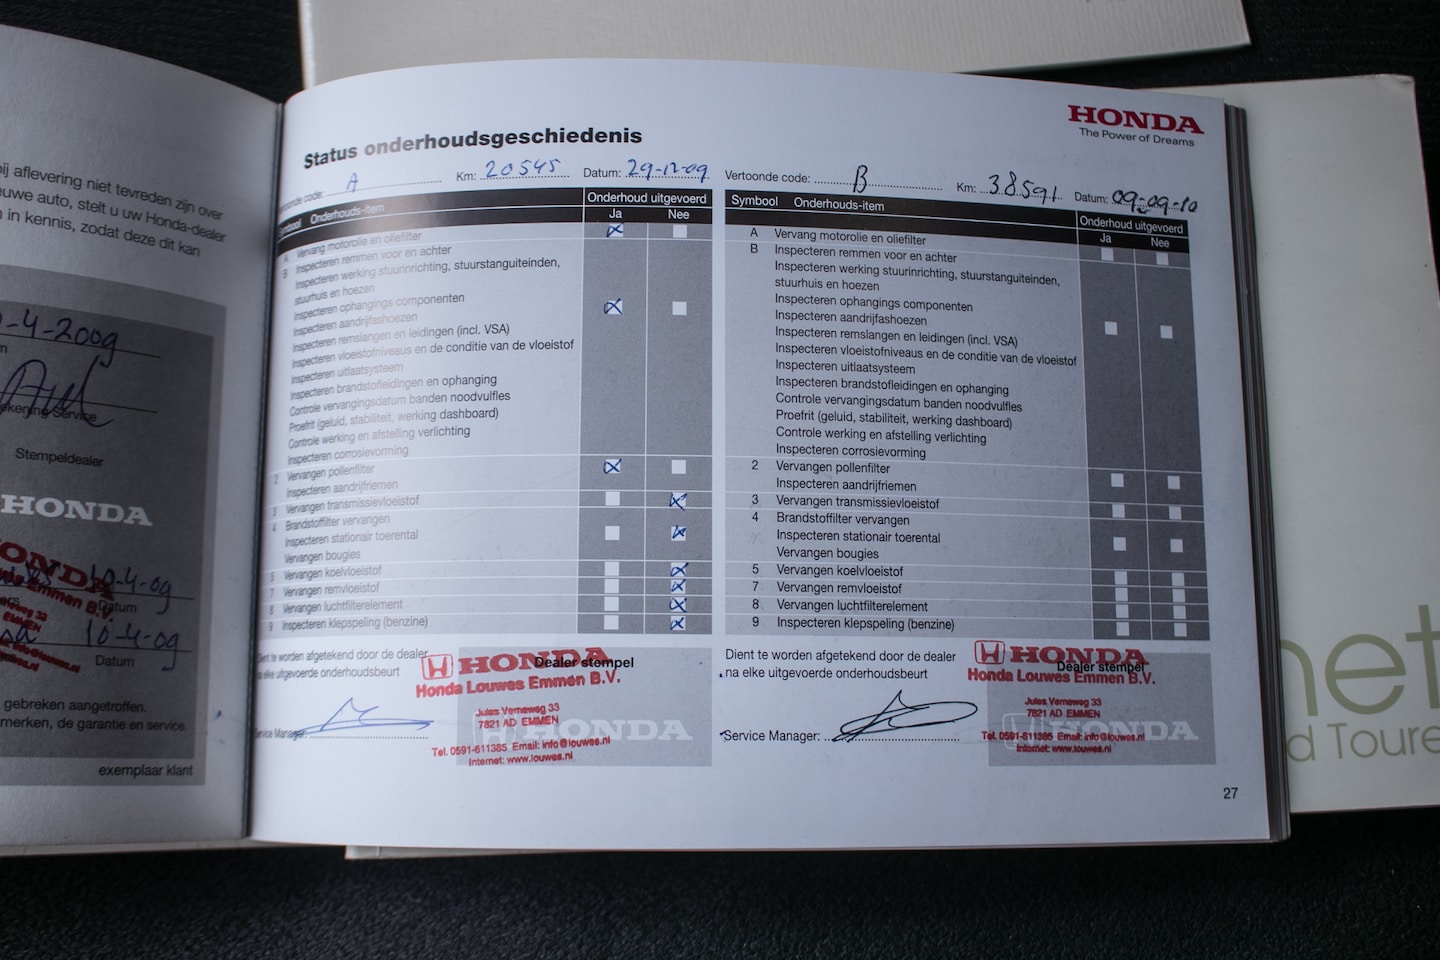 ij aflevering niet tevreden zijn over
euwe auto, stelt u uw Honda-dealer
in kennis, zodat deze dit kan
-4-2009
Stempeldealer
HONDA
10-4-09
Datum
10-4-09
Datum
gebreken aangetroffen.
merken, de garantie en service.
exemplaar klant
HONDA
The Power of Dreams
Status onderhoudsgeschiedenis
code: A Km: 20545 Datum: 29-12-09
Symbool Onderhouds-item Onderhoud uitgevoerd
Ja Nee
A Vervang motorolie en oliefilter
B Inspecteren remmen voor en achter
Inspecteren werking stuurinrichting, stuurstanguiteinden,
stuurhuis en hoezen
Inspecteren ophangings componenten
Inspecteren aandrijfashoezen
Inspecteren remslangen en leidingen (incl. VSA)
Inspecteren vloeistofniveaus en de conditie van de vloeistof
Inspecteren uitlaatsysteem
Inspecteren brandstofleidingen en ophanging
Controle vervangingsdatum banden noodvulfles
Proefrit (geluid, stabiliteit, werking dashboard)
Controle werking en afstelling verlichting
Inspecteren corrosievorming
2 Vervangen pollenfilter
Inspecteren aandrijfriemen
3 Vervangen transmissievloeistof
4 Brandstoffilter vervangen
Inspecteren stationair toerental
Vervangen bougies
5 Vervangen koelvloeistof
7 Vervangen remvloeistof
8 Vervangen luchtfilterelement
9 Inspecteren klepspeling (benzine)
Dient te worden afgetekend door de dealer
na elke uitgevoerde onderhoudsbeurt
Service Manager:
HONDA
Dealer stempel
Honda Louwes Emmen B.V.
Jules Verneweg 33
7821 AD EMMEN
HONDA
Tel. 0591-611385 Email: info@louwes.nl
Internet: www.louwes.nl
Vertoonde code: B Km: 38591 Datum: 09-09-10
Symbool Onderhouds-item Onderhoud uitgevoerd
Ja Nee
A Vervang motorolie en oliefilter
B Inspecteren remmen voor en achter
Inspecteren werking stuurinrichting, stuurstanguiteinden,
stuurhuis en hoezen
Inspecteren ophangings componenten
Inspecteren aandrijfashoezen
Inspecteren remslangen en leidingen (incl. VSA)
Inspecteren vloeistofniveaus en de conditie van de vloeistof
Inspecteren uitlaatsysteem
Inspecteren brandstofleidingen en ophanging
Controle vervangingsdatum banden noodvulfles
Proefrit (geluid, stabiliteit, werking dashboard)
Controle werking en afstelling verlichting
Inspecteren corrosievorming
2 Vervangen pollenfilter
Inspecteren aandrijfriemen
3 Vervangen transmissievloeistof
4 Brandstoffilter vervangen
Inspecteren stationair toerental
Vervangen bougies
5 Vervangen koelvloeistof
7 Vervangen remvloeistof
8 Vervangen luchtfilterelement
9 Inspecteren klepspeling (benzine)
Dient te worden afgetekend door de dealer
na elke uitgevoerde onderhoudsbeurt
Service Manager:
HONDA
Dealer stempel
Honda Louwes Emmen B.V.
Jules Verneweg 33
7821 AD EMMEN
HONDA
Tel. 0591-611385 Email: info@louwes.nl
Internet: www.louwes.nl
27
net
d Toure